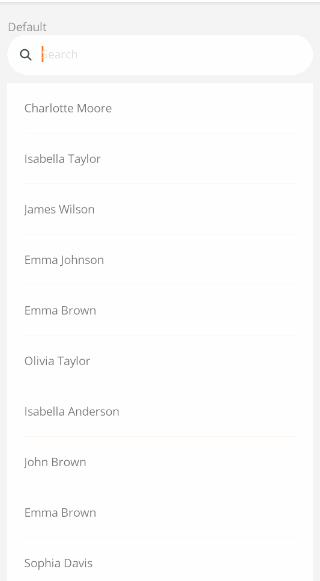 Default
Search
Charlotte Moore
Isabella Taylor
James Wilson
Emma Johnson
Emma Brown
Olivia Taylor
Isabella Anderson
John Brown
Emma Brown
Sophia Davis